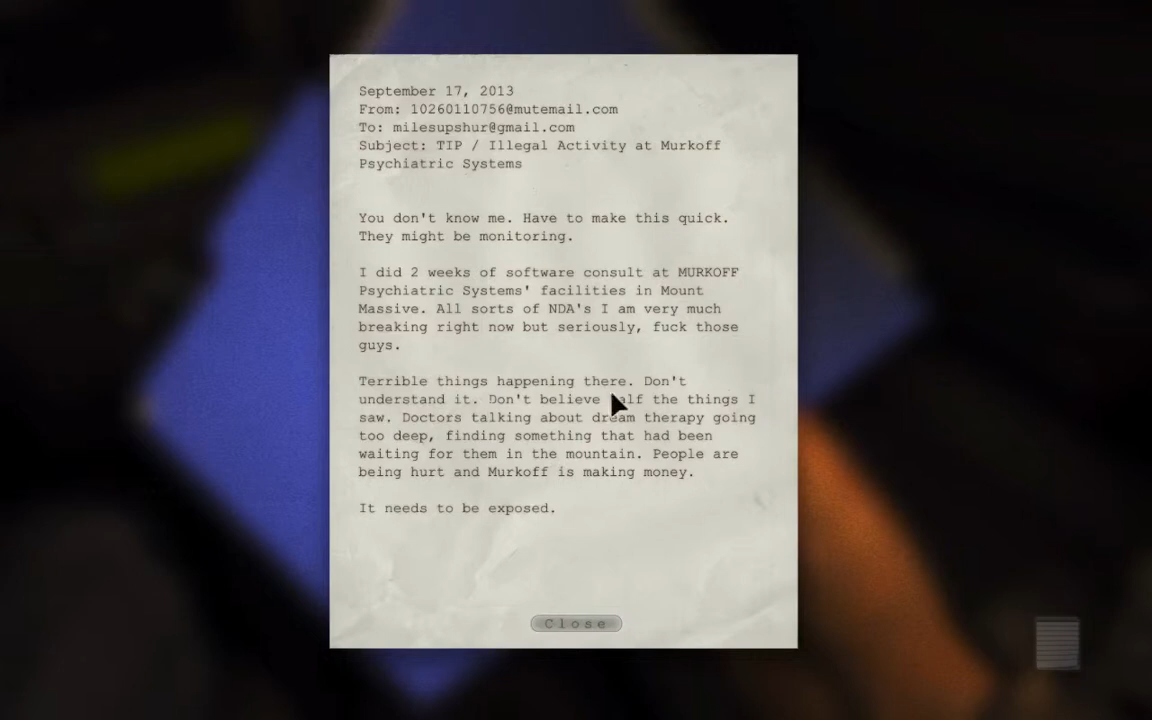 September 17, 2013
From: 10260110756@mutemail.com
To: milesupshur@gmail.com
Subject: TIP / Illegal Activity at Murkoff
Psychiatric Systems
You don't know me. Have to make this quick.
They might be monitoring.
I did 2 weeks of software consult at MURKOFF
Psychiatric Systems' facilities in Mount
Massive. All sorts of NDA's I am very much
breaking right now but seriously, fuck those
guys.
Terrible things happening there. Don't
understand it. Don't believe half the things I
saw. Doctors talking about dream therapy going
too deep, finding something that had been
waiting for them in the mountain. People are
being hurt and Murkoff is making money.
It needs to be exposed.
Close